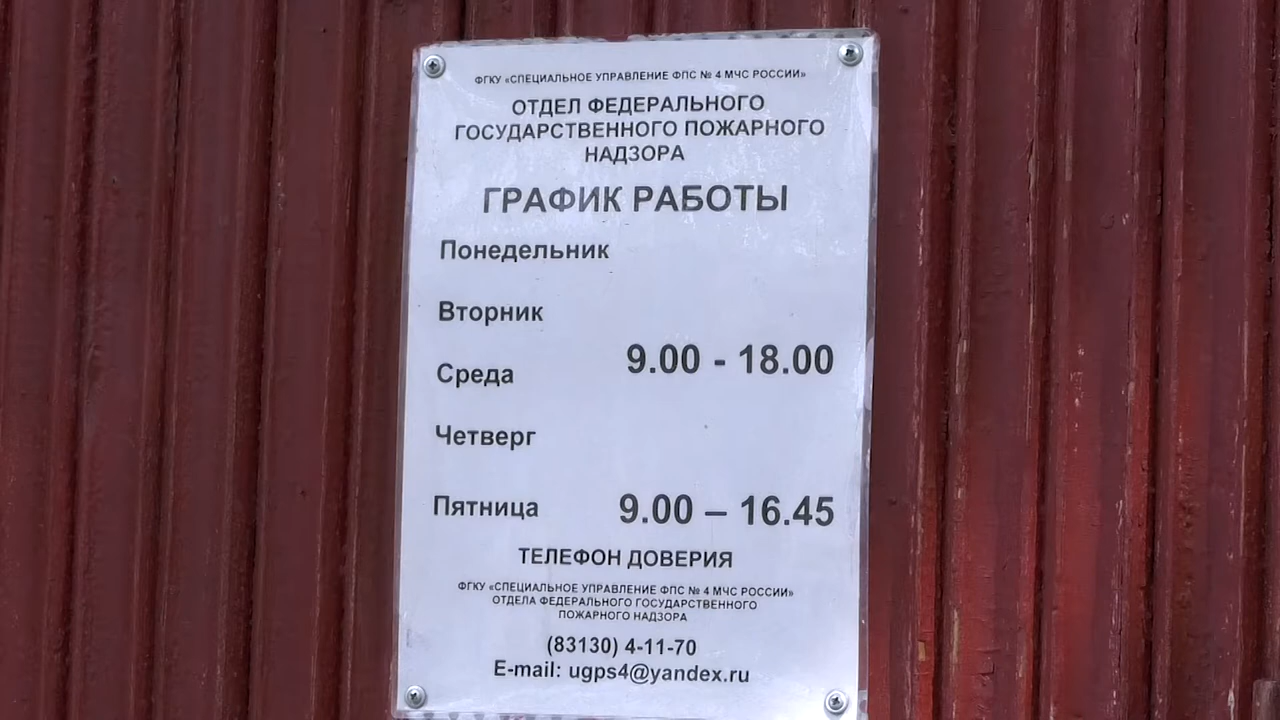 ФГКУ «СПЕЦИАЛЬНОЕ УПРАВЛЕНИЕ ФПС № 4 МЧС РОССИИ»
ОТДЕЛ ФЕДЕРАЛЬНОГО
ГОСУДАРСТВЕННОГО ПОЖАРНОГО
НАДЗОРА
ГРАФИК РАБОТЫ
Понедельник
Вторник
Среда 9.00 - 18.00
Четверг
Пятница 9.00 – 16.45
ТЕЛЕФОН ДОВЕРИЯ
ФГКУ «СПЕЦИАЛЬНОЕ УПРАВЛЕНИЕ ФПС № 4 МЧС РОССИИ»
ОТДЕЛА ФЕДЕРАЛЬНОГО ГОСУДАРСТВЕННОГО
ПОЖАРНОГО НАДЗОРА
(83130) 4-11-70
E-mail: ugps4@yandex.ru